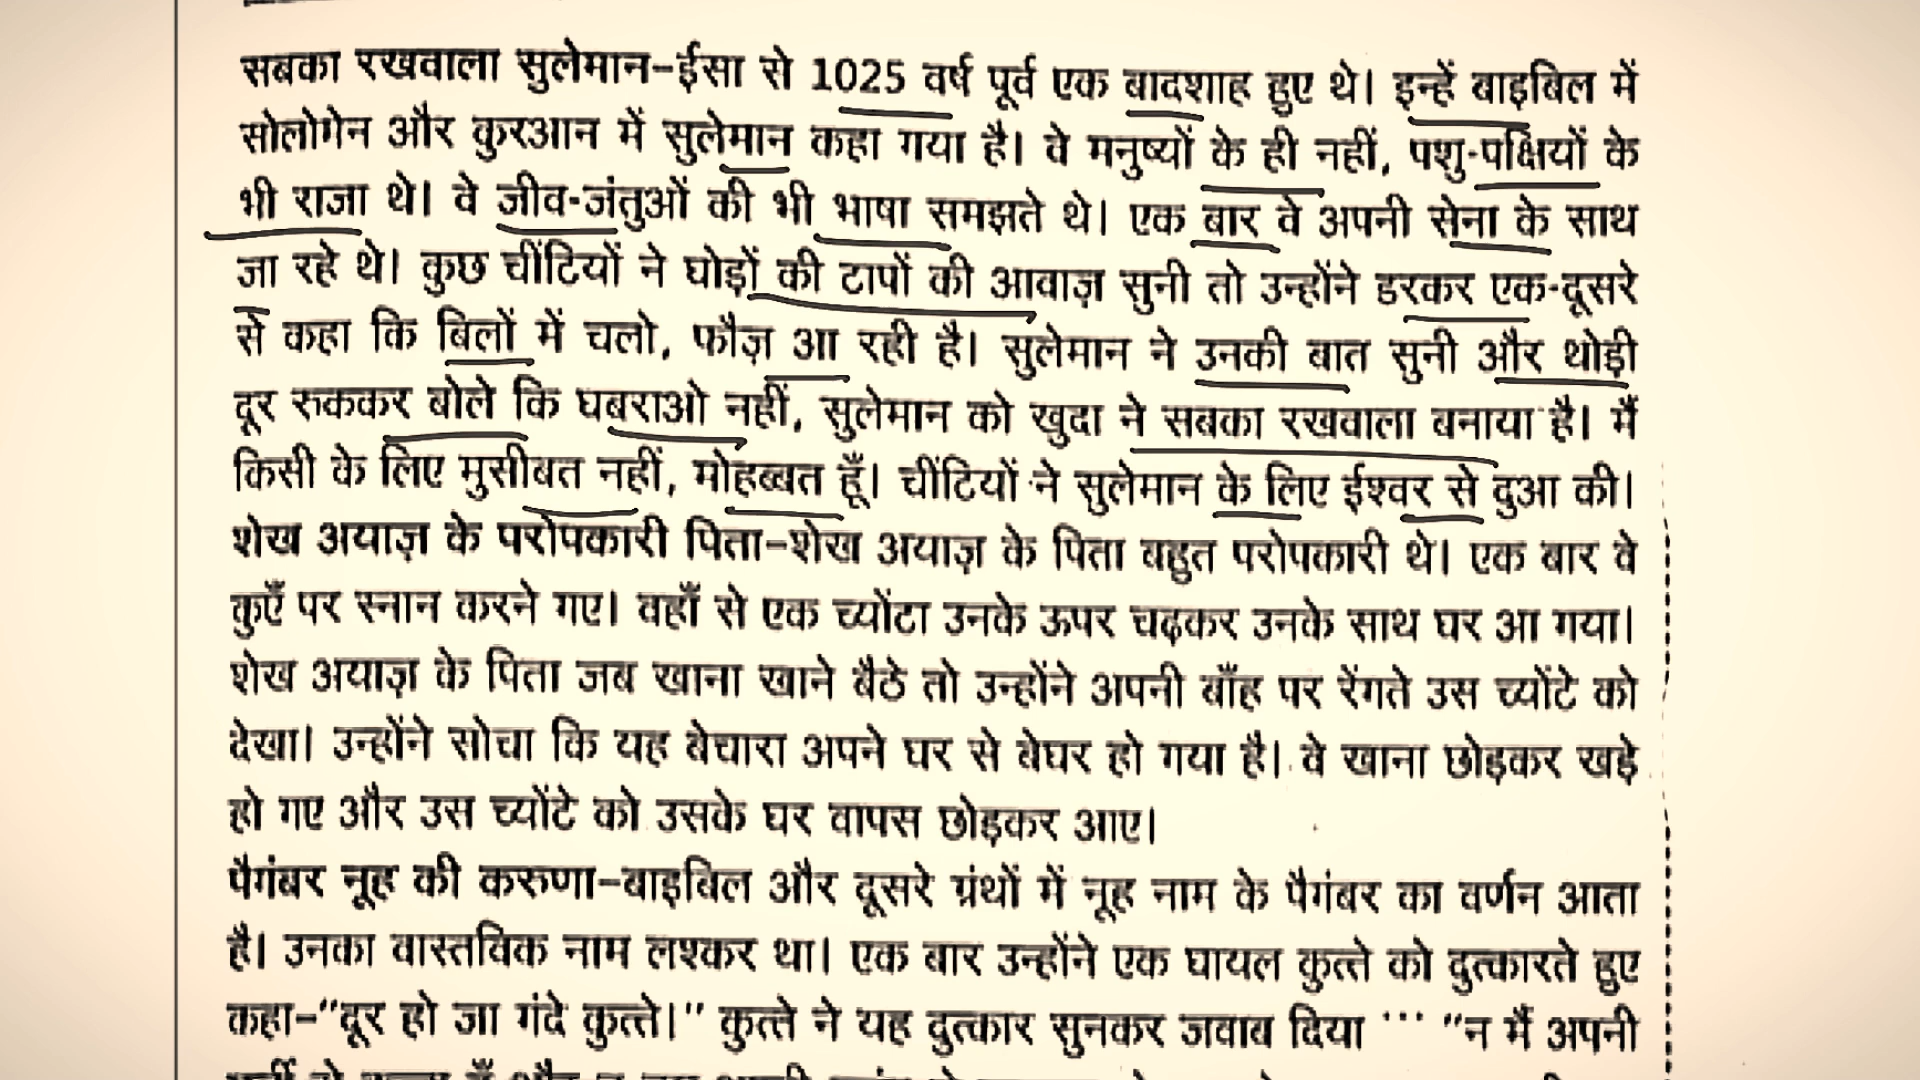 सबका रखवाला सुलेमान–ईसा से 1025 वर्ष पूर्व एक बादशाह हुए थे। इन्हें बाइबिल में
सोलोगेन और कुरआन में सुलेमान कहा गया है। वे मनुष्यों के ही नहीं, पशु-पक्षियों के
भी राजा थे। वे जीव-जंतुओं की भी भाषा समझते थे। एक बार वे अपनी सेना के साथ
जा रहे थे। कुछ चींटियों ने घोड़ों की टापों की आवाज़ सुनी तो उन्होंने डरकर एक-दूसरे
से कहा कि बिलों में चलो, फौज़ आ रही है। सुलेमान ने उनकी बात सुनी और थोड़ी
दूर रुककर बोले कि घबराओ नहीं, सुलेमान को खुदा ने सबका रखवाला बनाया है। मैं
किसी के लिए मुसीबत नहीं, मोहब्बत हूँ। चींटियों ने सुलेमान के लिए ईश्वर से दुआ की।
शेख अयाज़ के परोपकारी पिता–शेख अयाज़ के पिता बहुत परोपकारी थे। एक बार वे
कुएँ पर स्नान करने गए। वहाँ से एक च्योंटा उनके ऊपर चढ़कर उनके साथ घर आ गया।
शेख अयाज़ के पिता जब खाना खाने बैठे तो उन्होंने अपनी बाँह पर रेंगते उस च्योंटे को
देखा। उन्होंने सोचा कि यह बेचारा अपने घर से बेघर हो गया है। वे खाना छोड़कर खड़े
हो गए और उस च्योंटे को उसके घर वापस छोड़कर आए।
पैगंबर नूह की करुणा–बाइबिल और दूसरे ग्रंथों में नूह नाम के पैगंबर का वर्णन आता
है। उनका वास्तविक नाम लश्कर था। एक बार उन्होंने एक घायल कुत्ते को दुत्कारते हुए
कहा–"दूर हो जा गंदे कुत्ते।" कुत्ते ने यह दुत्कार सुनकर जवाब दिया ··· "न मैं अपनी